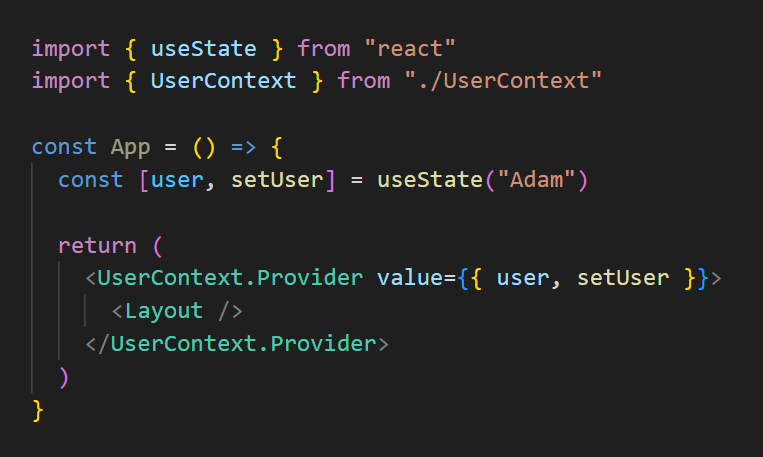 import { useState } from "react"
import { UserContext } from "./UserContext"

const App = () => {
  const [user, setUser] = useState("Adam")

  return (
    <UserContext.Provider value={{ user, setUser }}>
      <Layout />
    </UserContext.Provider>
  )
}